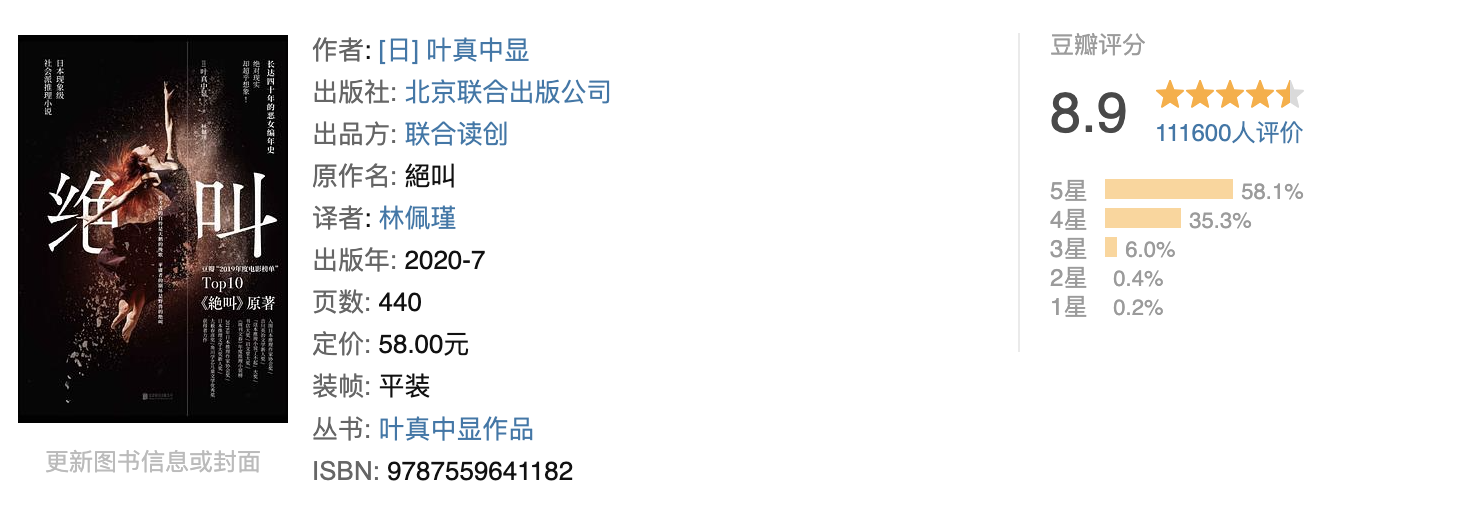 长达四十年的恶女编年史
绝对现实
却超乎想象！
日本现象级
社会派推理小说
绝叫
豆瓣“2019年度电影榜单”
Top10
《絶叫》原著
更新图书信息或封面
作者: [日] 叶真中显
出版社: 北京联合出版公司
出品方: 联合读创
原作名: 絕叫
译者: 林佩瑾
出版年: 2020-7
页数: 440
定价: 58.00元
装帧: 平装
丛书: 叶真中显作品
ISBN: 9787559641182
豆瓣评分
8.9
111600人评价
5星 58.1%
4星 35.3%
3星 6.0%
2星 0.4%
1星 0.2%